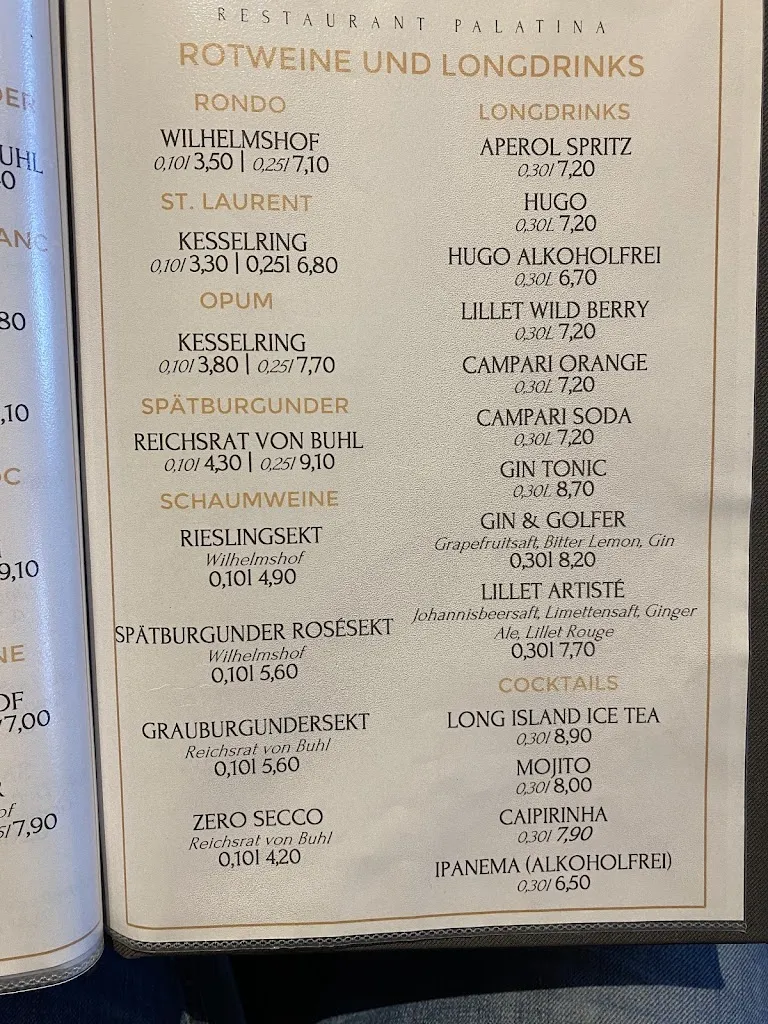 RESTAURANT PALATINA
ROTWEINE UND LONGDRINKS
RONDO
WILHELMSHOF
0,10l 3,50 | 0,25l 7,10
ST. LAURENT
KESSELRING
0,10l 3,30 | 0,25l 6,80
OPUM
KESSELRING
0,10l 3,80 | 0,25l 7,70
SPÄTBURGUNDER
REICHSRAT VON BUHL
0,10l 4,30 | 0,25l 9,10
SCHAUMWEINE
RIESLINGSEKT
Wilhelmshof
0,10l 4,90
SPÄTBURGUNDER ROSÉSEKT
Wilhelmshof
0,10l 5,60
GRAUBURGUNDERSEKT
Reichsrat von Buhl
0,10l 5,60
ZERO SECCO
Reichsrat von Buhl
0,10l 4,20
LONGDRINKS
APEROL SPRITZ
0,30l 7,20
HUGO
0,30L 7,20
HUGO ALKOHOLFREI
0,30L 6,70
LILLET WILD BERRY
0,30L 7,20
CAMPARI ORANGE
0,30L 7,20
CAMPARI SODA
0,30L 7,20
GIN TONIC
0,30L 8,70
GIN & GOLFER
Grapefruitsaft, Bitter Lemon, Gin
0,30l 8,20
LILLET ARTISTÉ
Johannisbeersaft, Limettensaft, Ginger
Ale, Lillet Rouge
0,30l 7,70
COCKTAILS
LONG ISLAND ICE TEA
0,30l 8,90
MOJITO
0,30l 8,00
CAIPIRINHA
0,30l 7,90
IPANEMA (ALKOHOLFREI)
0,30l 6,50